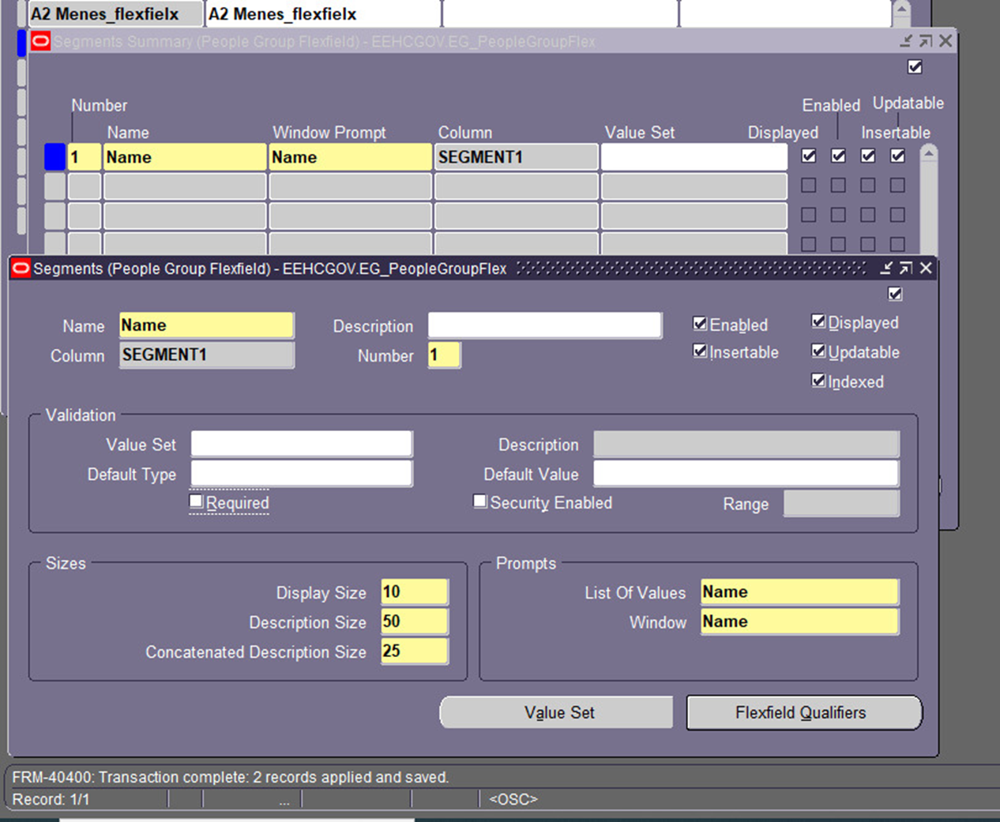 A2 Menes_flexfielx A2 Menes_flexfielx
Segments Summary (People Group Flexfield) - EEHCGOV.EG_PeopleGroupFlex
Number Enabled Updatable
Name Window Prompt Column Value Set Displayed Insertable
1 Name Name SEGMENT1
Segments (People Group Flexfield) - EEHCGOV.EG_PeopleGroupFlex
Name Name Description Enabled Displayed
Column SEGMENT1 Number 1 Insertable Updatable
Indexed
Validation
Value Set Description
Default Type Default Value
Required Security Enabled Range
Sizes Prompts
Display Size 10 List Of Values Name
Description Size 50 Window Name
Concatenated Description Size 25
Value Set Flexfield Qualifiers
FRM-40400: Transaction complete: 2 records applied and saved.
Record: 1/1 ... <OSC>